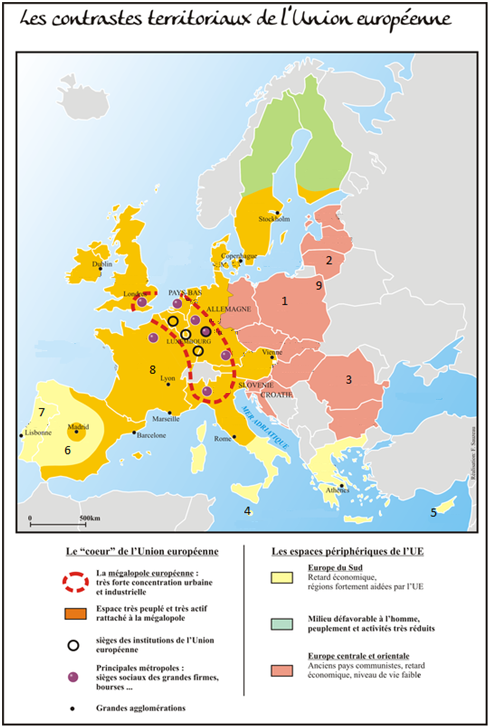 Les contrastes territoriaux de l'Union européenne
Stockholm
Copenhague
Dublin
Londres
PAYS-BAS
ALLEMAGNE
LUXEMBOURG
Vienne
Lyon
SLOVENIE
CROATIE
Marseille
MER ADRIATIQUE
Madrid
Barcelone
Rome
Lisbonne
Athènes
1
2
9
3
8
7
6
4
5
0 500km
Réalisation: F. Sauzeau
Le "coeur" de l'Union européenne
La mégalopole européenne :
très forte concentration urbaine
et industrielle
Espace très peuplé et très actif
rattaché à la mégalopole
sièges des institutions de l'Union
européenne
Principales métropoles :
sièges sociaux des grandes firmes,
bourses ...
Grandes agglomérations
Les espaces périphériques de l'UE
Europe du Sud
Retard économique,
régions fortement aidées par l'UE
Milieu défavorable à l'homme,
peuplement et activités très réduits
Europe centrale et orientale
Anciens pays communistes, retard
économique, niveau de vie faible